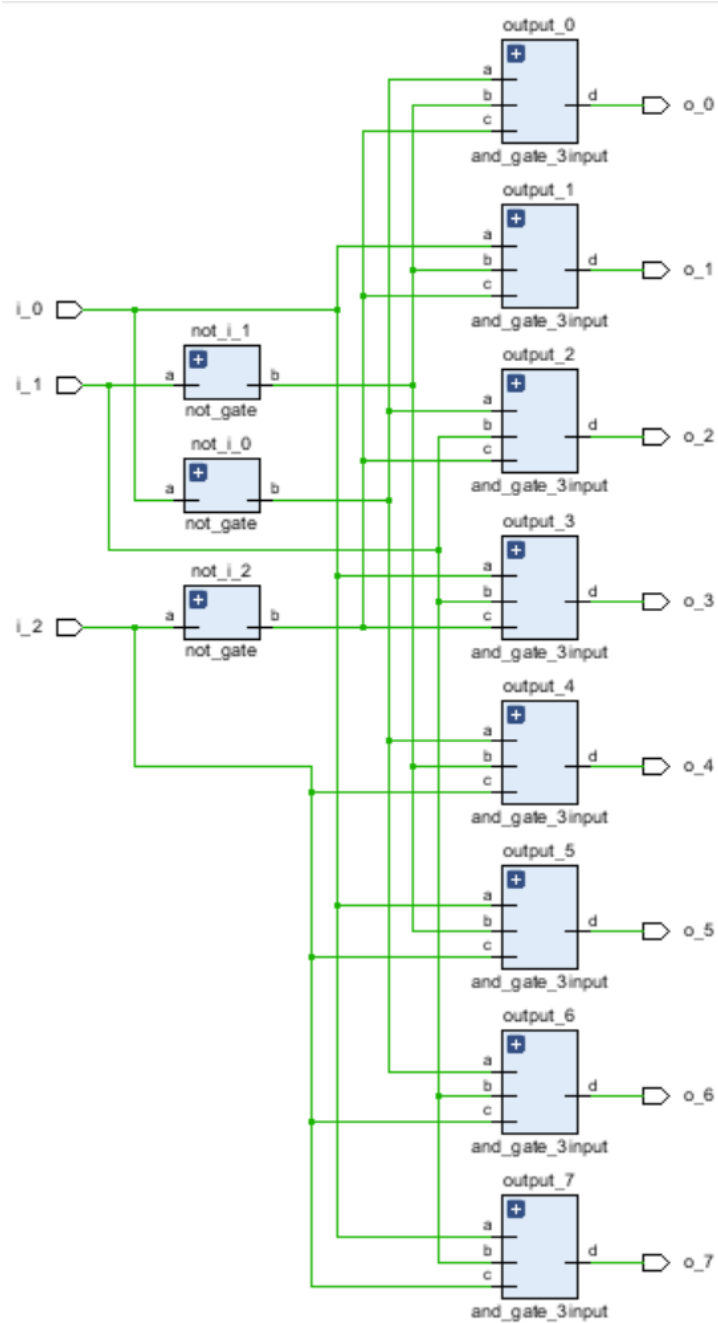 output_0
a
b
c
d
o_0
and_gate_3input
output_1
a
b
c
d
o_1
and_gate_3input
i_0
not_i_1
i_1
a
b
not_gate
output_2
a
b
c
d
o_2
and_gate_3input
not_i_0
a
b
not_gate
output_3
a
b
c
d
o_3
and_gate_3input
not_i_2
i_2
a
b
not_gate
output_4
a
b
c
d
o_4
and_gate_3input
output_5
a
b
c
d
o_5
and_gate_3input
output_6
a
b
c
d
o_6
and_gate_3input
output_7
a
b
c
d
o_7
and_gate_3input